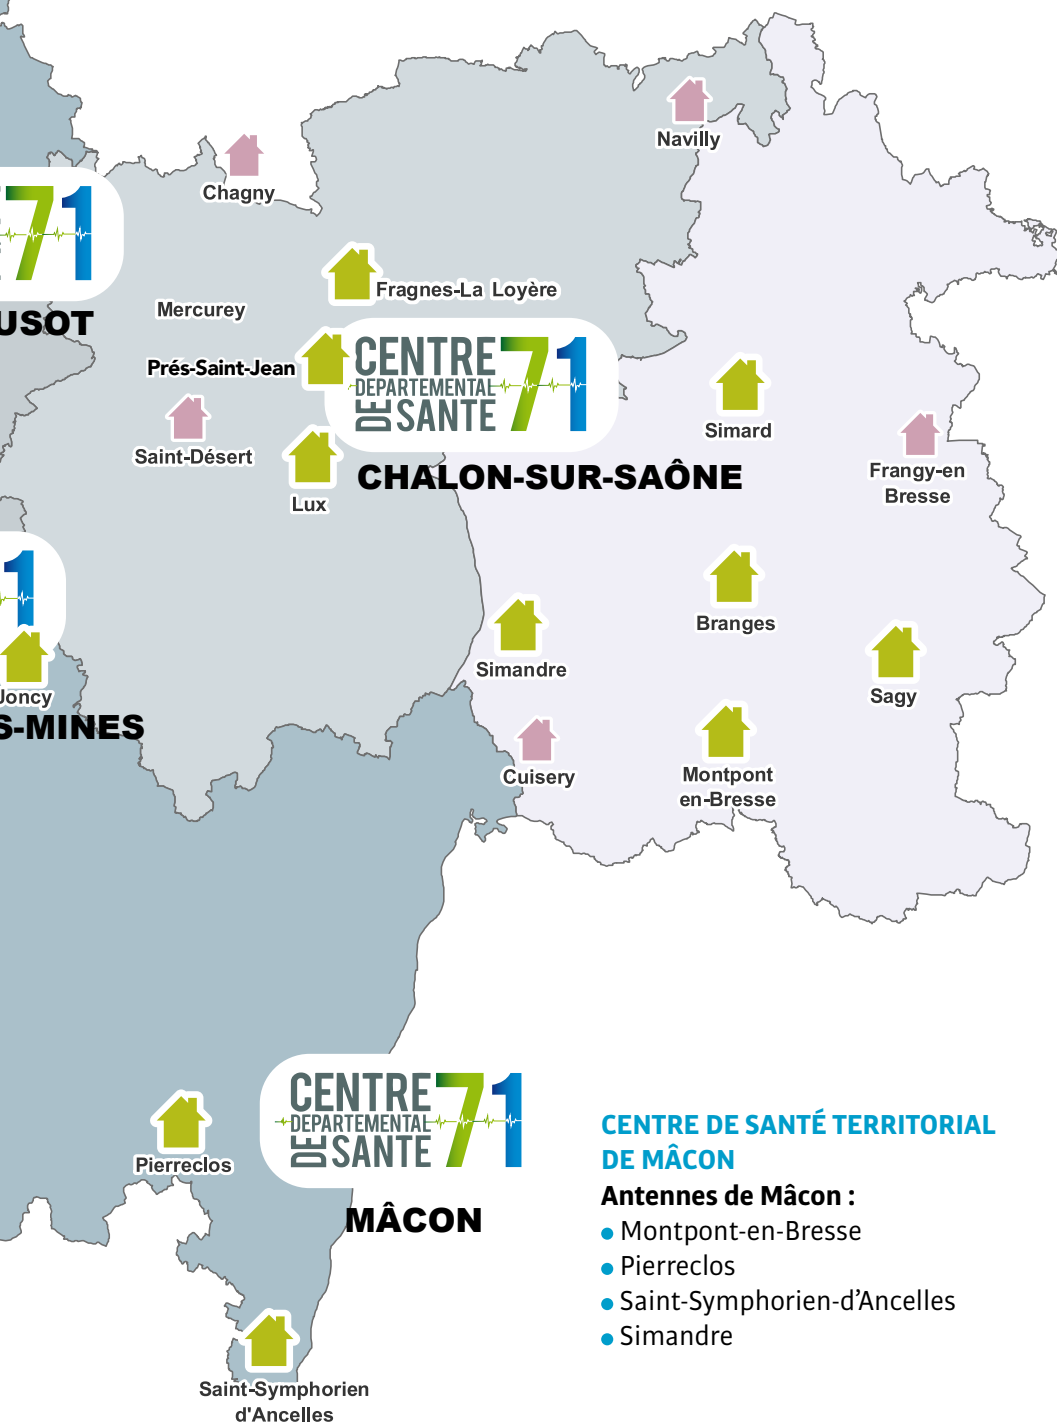 Navilly
Chagny
71
USOT
Fragnes-La Loyère
Mercurey
Prés-Saint-Jean
CENTRE
DEPARTEMENTAL
DE SANTE
71
Simard
Saint-Désert
Frangy-en
Bresse
CHALON-SUR-SAÔNE
Lux
1
Branges
Simandre
Joncy
Sagy
S-MINES
Cuisery
Montpont
en-Bresse
CENTRE
DEPARTEMENTAL
DE SANTE
71
Pierreclos
MÂCON
CENTRE DE SANTÉ TERRITORIAL
DE MÂCON
Antennes de Mâcon :
• Montpont-en-Bresse
• Pierreclos
• Saint-Symphorien-d’Ancelles
• Simandre
Saint-Symphorien
d'Ancelles